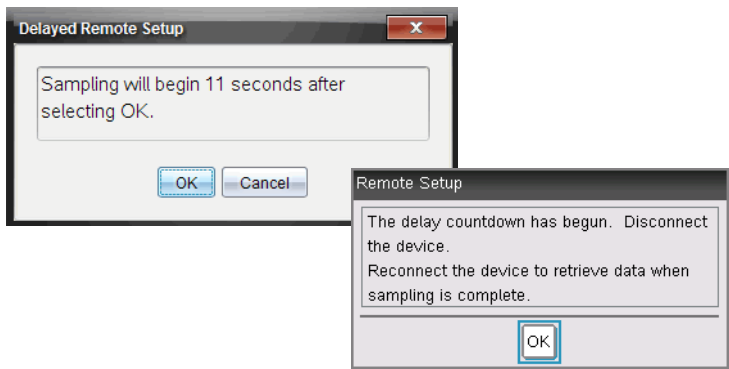 Delayed Remote Setup
Sampling will begin 11 seconds after
selecting OK.
OK
Cancel
Remote Setup
The delay countdown has begun. Disconnect
the device.
Reconnect the device to retrieve data when
sampling is complete.
OK